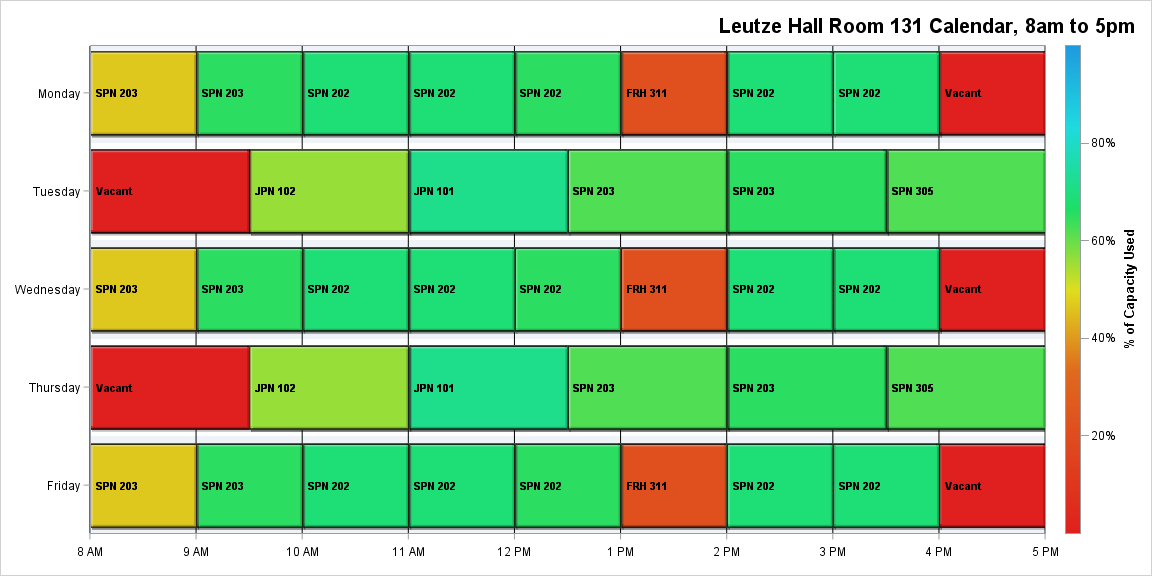 Leutze Hall Room 131 Calendar, 8am to 5pm
Monday
SPN 203
SPN 203
SPN 202
SPN 202
SPN 202
FRH 311
SPN 202
SPN 202
Vacant
Tuesday
Vacant
JPN 102
JPN 101
SPN 203
SPN 203
SPN 305
Wednesday
SPN 203
SPN 203
SPN 202
SPN 202
SPN 202
FRH 311
SPN 202
SPN 202
Vacant
Thursday
Vacant
JPN 102
JPN 101
SPN 203
SPN 203
SPN 305
Friday
SPN 203
SPN 203
SPN 202
SPN 202
SPN 202
FRH 311
SPN 202
SPN 202
Vacant
8 AM
9 AM
10 AM
11 AM
12 PM
1 PM
2 PM
3 PM
4 PM
5 PM
80%
60%
40%
20%
% of Capacity Used